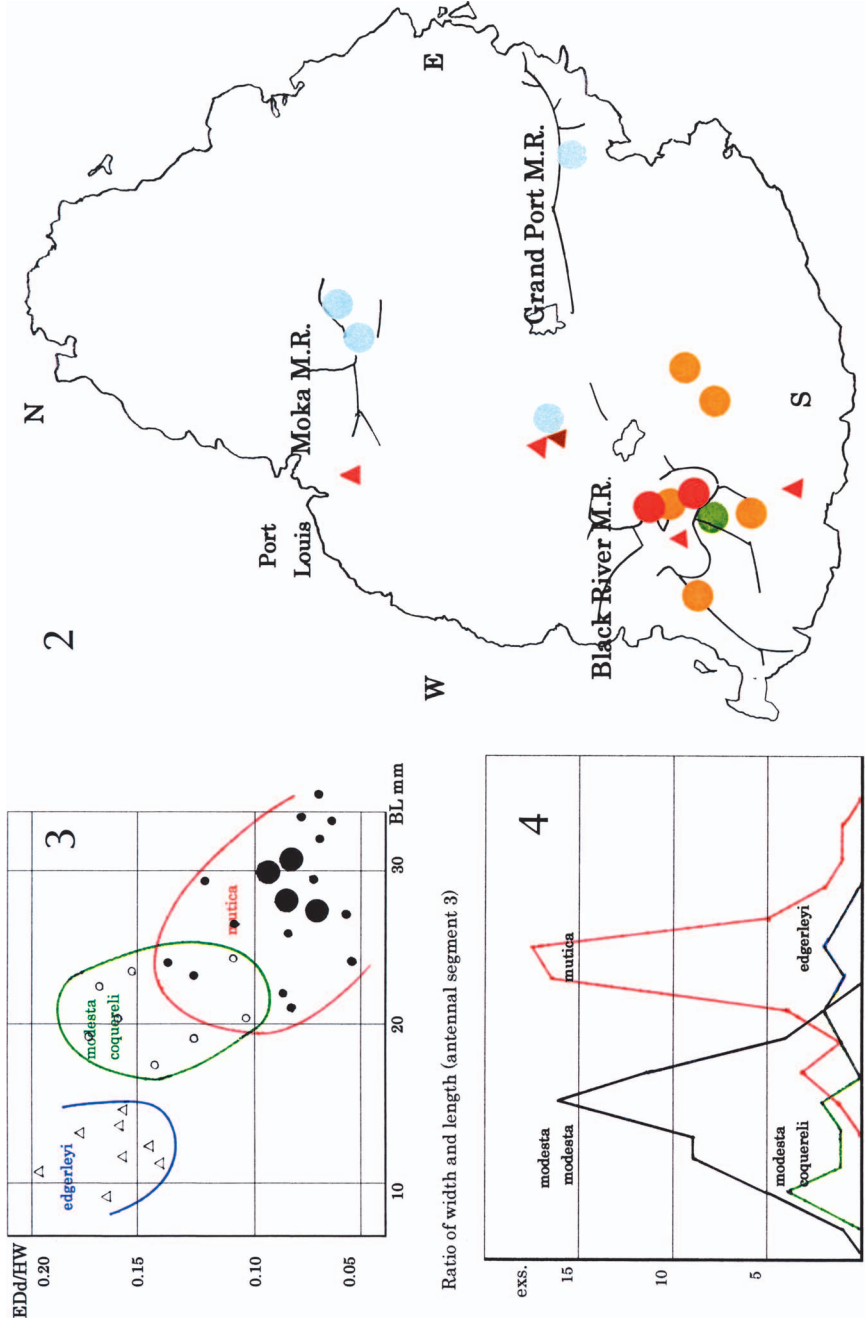 2
N
E
S
W
Port
Louis
Moka M.R.
Grand Port M.R.
Black River M.R.
3
EDd/HW
0.20
0.15
0.10
0.05
10
20
30
BL mm
edgerleyi
modesta
coquereli
mutica
Ratio of width and length (antennal segment 3)
4
exs.
15
10
5
modesta
modesta
modesta
coquereli
mutica
edgerleyi